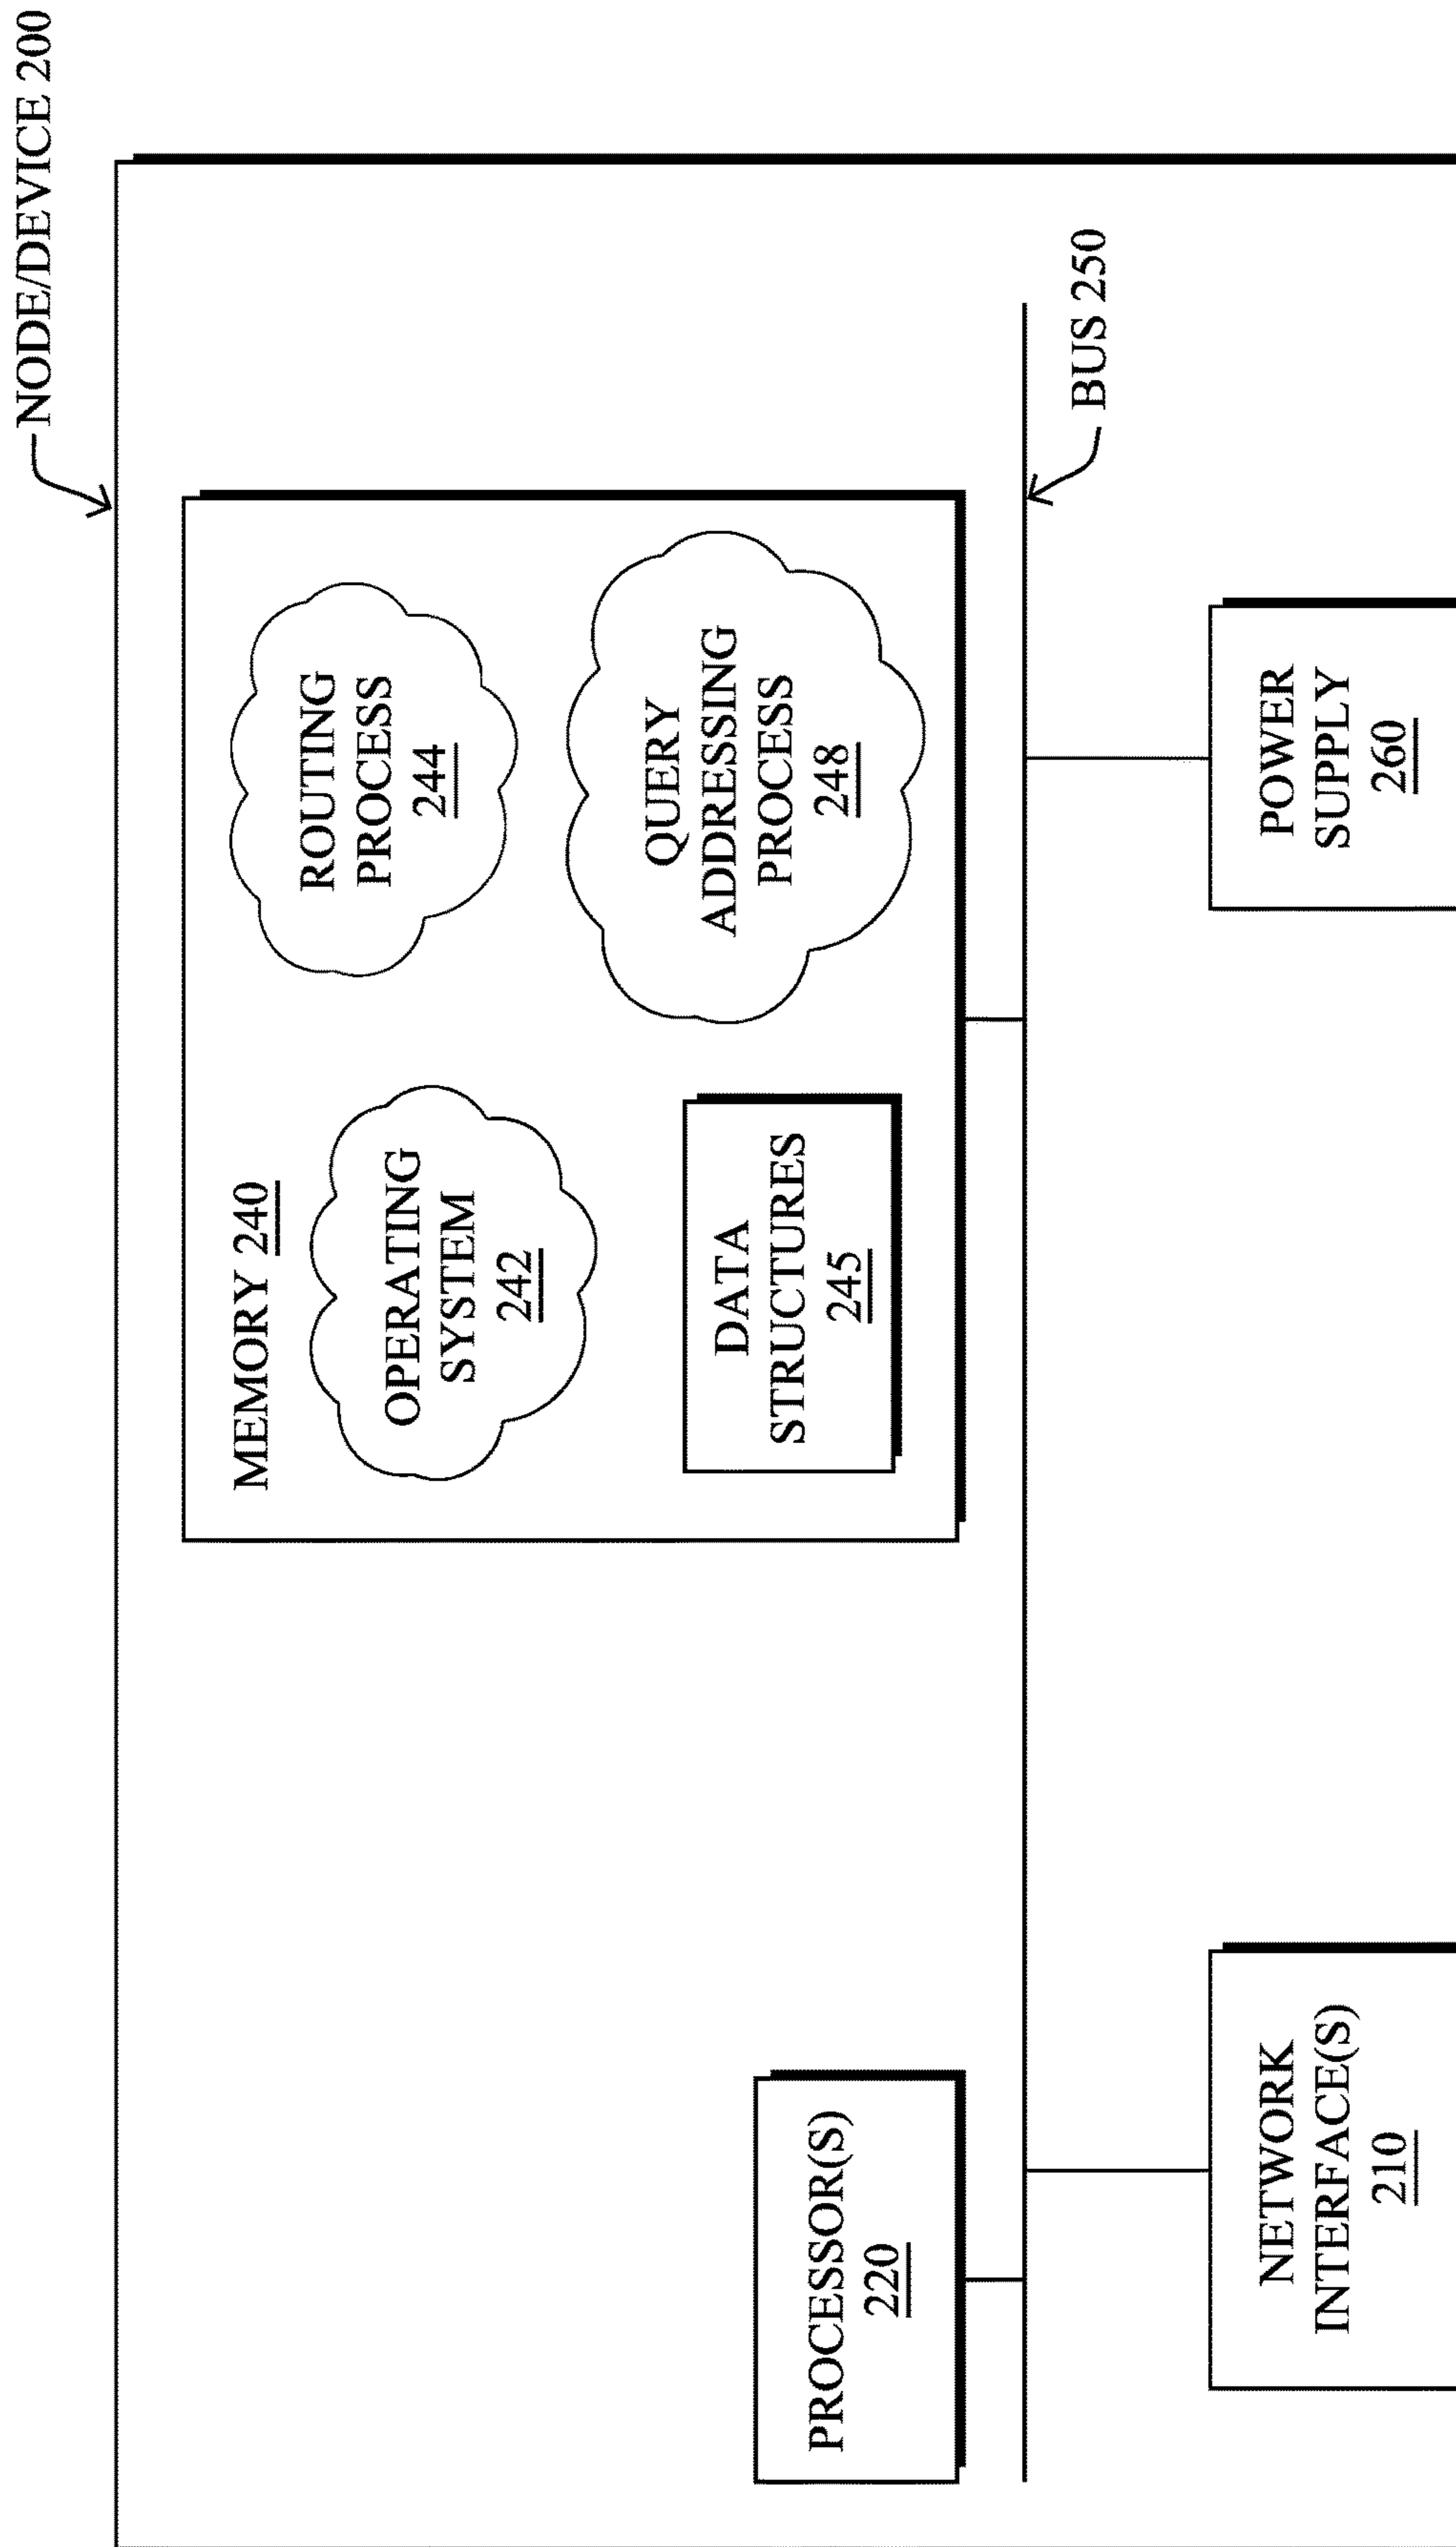 NODE/DEVICE 200
MEMORY 240
OPERATING
SYSTEM
242
ROUTING
PROCESS
244
DATA
STRUCTURES
245
QUERY
ADDRESSING
PROCESS
248
PROCESSOR(S)
220
BUS 250
NETWORK
INTERFACE(S)
210
POWER
SUPPLY
260